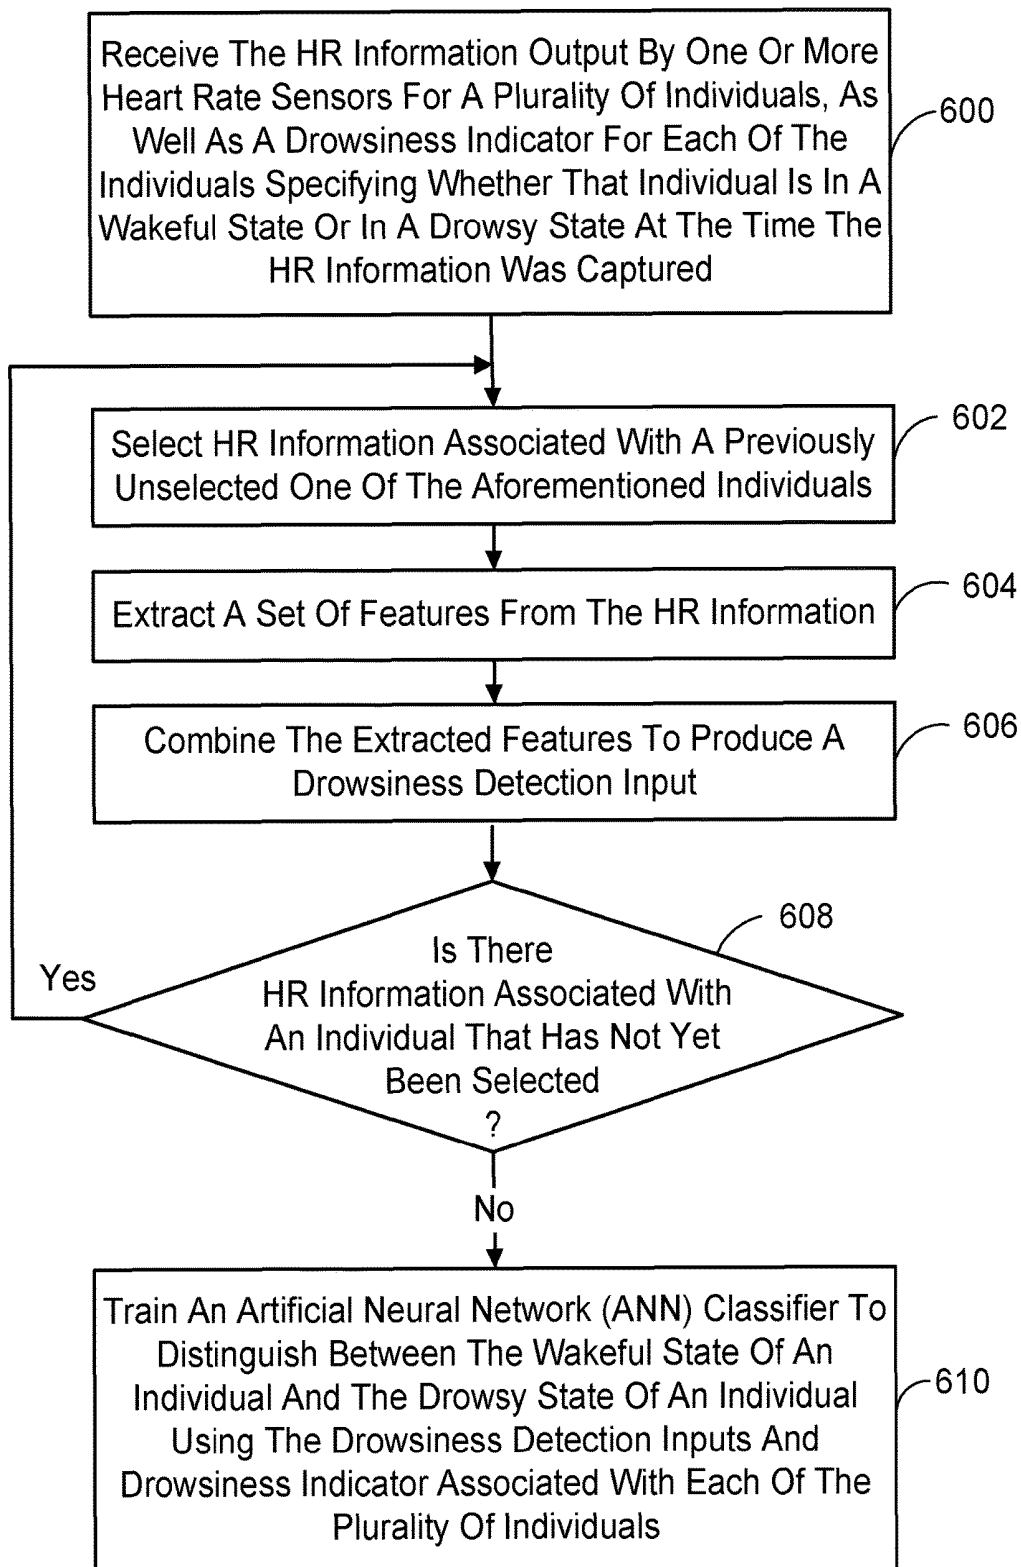 Receive The HR Information Output By One Or More
Heart Rate Sensors For A Plurality Of Individuals, As
Well As A Drowsiness Indicator For Each Of The
Individuals Specifying Whether That Individual Is In A
Wakeful State Or In A Drowsy State At The Time The
HR Information Was Captured
600
Select HR Information Associated With A Previously
Unselected One Of The Aforementioned Individuals
602
Extract A Set Of Features From The HR Information
604
Combine The Extracted Features To Produce A
Drowsiness Detection Input
606
Is There
HR Information Associated With
An Individual That Has Not Yet
Been Selected
?
608
Yes
No
Train An Artificial Neural Network (ANN) Classifier To
Distinguish Between The Wakeful State Of An
Individual And The Drowsy State Of An Individual
Using The Drowsiness Detection Inputs And
Drowsiness Indicator Associated With Each Of The
Plurality Of Individuals
610